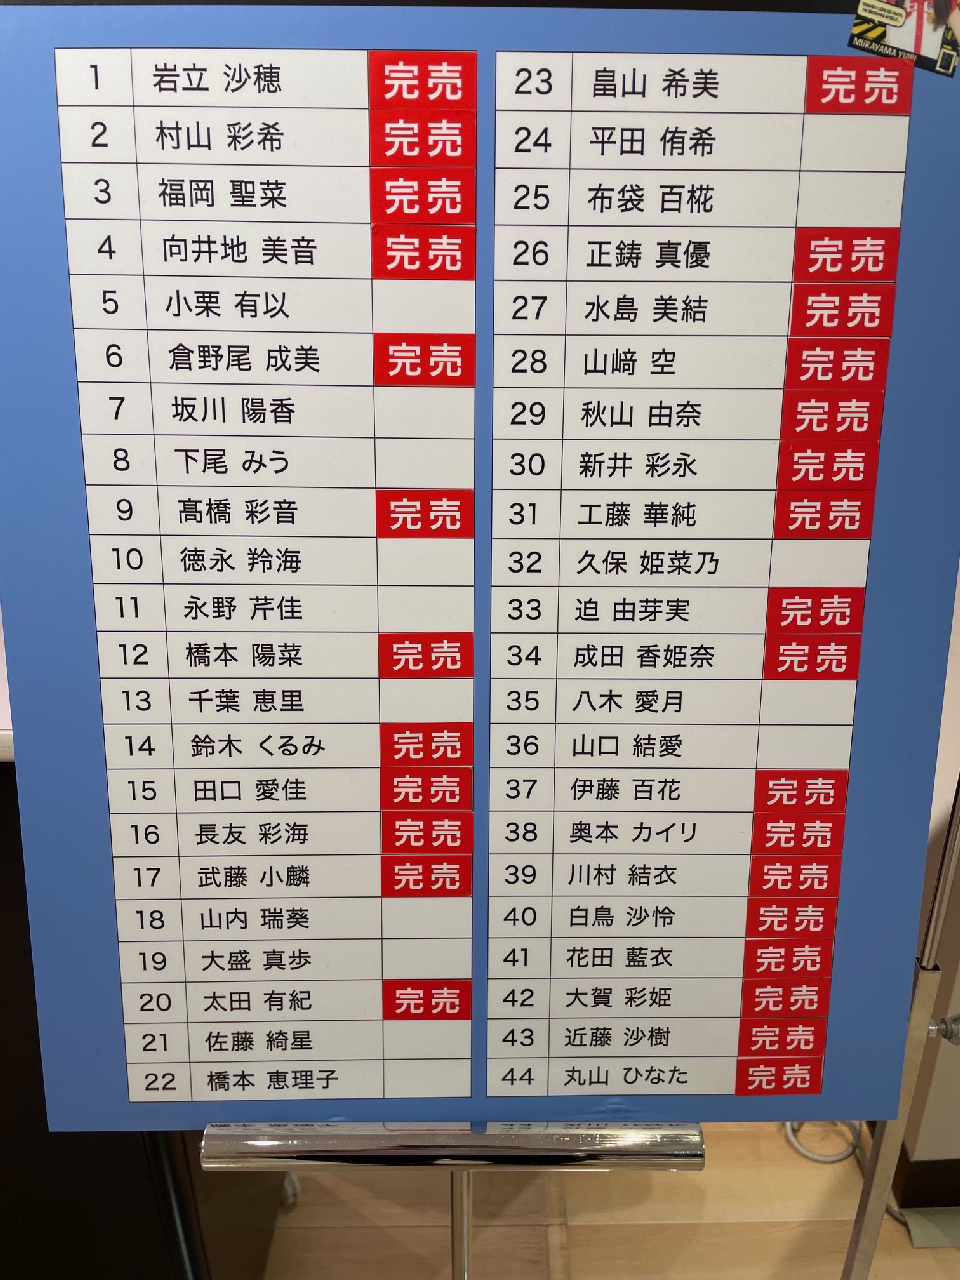 1 岩立 沙穂 完売
2 村山 彩希 完売
3 福岡 聖菜 完売
4 向井地 美音 完売
5 小栗 有以
6 倉野尾 成美 完売
7 坂川 陽香
8 下尾 みう
9 髙橋 彩音 完売
10 徳永 羚海
11 永野 芹佳
12 橋本 陽菜 完売
13 千葉 恵里
14 鈴木 くるみ 完売
15 田口 愛佳 完売
16 長友 彩海 完売
17 武藤 小麟 完売
18 山内 瑞葵
19 大盛 真歩
20 太田 有紀 完売
21 佐藤 綺星
22 橋本 恵理子
23 畠山 希美 完売
24 平田 侑希
25 布袋 百椛
26 正鋳 真優 完売
27 水島 美結 完売
28 山﨑 空 完売
29 秋山 由奈 完売
30 新井 彩永 完売
31 工藤 華純 完売
32 久保 姫菜乃
33 迫 由芽実 完売
34 成田 香姫奈 完売
35 八木 愛月
36 山口 結愛
37 伊藤 百花 完売
38 奥本 カイリ 完売
39 川村 結衣 完売
40 白鳥 沙怜 完売
41 花田 藍衣 完売
42 大賀 彩姫 完売
43 近藤 沙樹 完売
44 丸山 ひなた 完売
MURAYAMA YUIRI